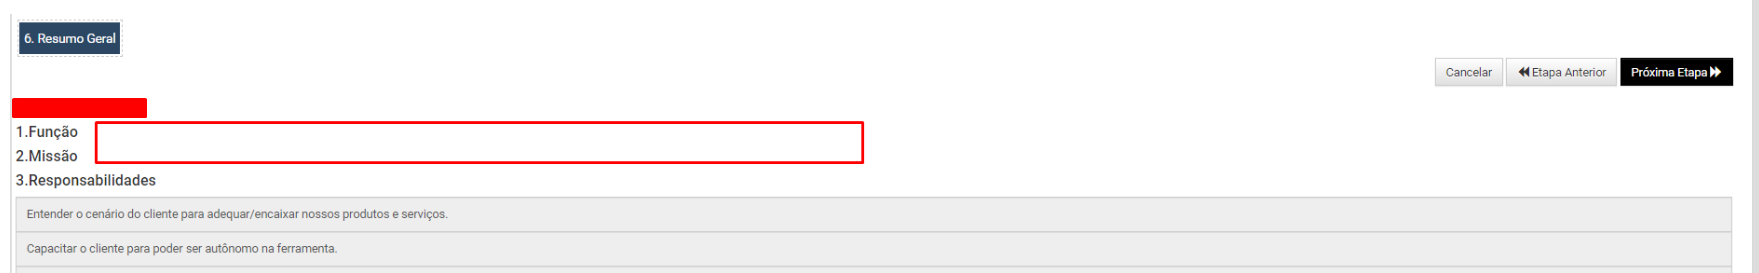 6. Resumo Geral
Cancelar
Etapa Anterior
Próxima Etapa
1.Função
2.Missão
3.Responsabilidades
Entender o cenário do cliente para adequar/encaixar nossos produtos e serviços.
Capacitar o cliente para poder ser autônomo na ferramenta.